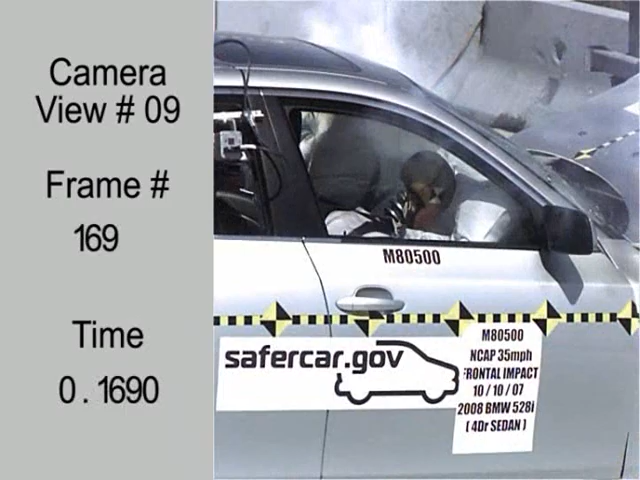 Camera
View # 09
Frame #
169
Time
0.1690
M80500
safercar.gov
M80500
NCAP 35mph
FRONTAL IMPACT
10/10/07
2008 BMW 528i
(4Dr SEDAN)